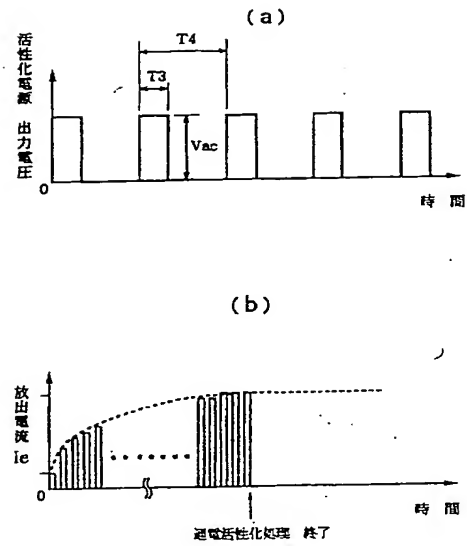 (a)
活性化電源 出力電圧
T4
T3
Vac
0
時 間
(b)
放出電流 Ie
0
時 間
通電活性化処理 終了